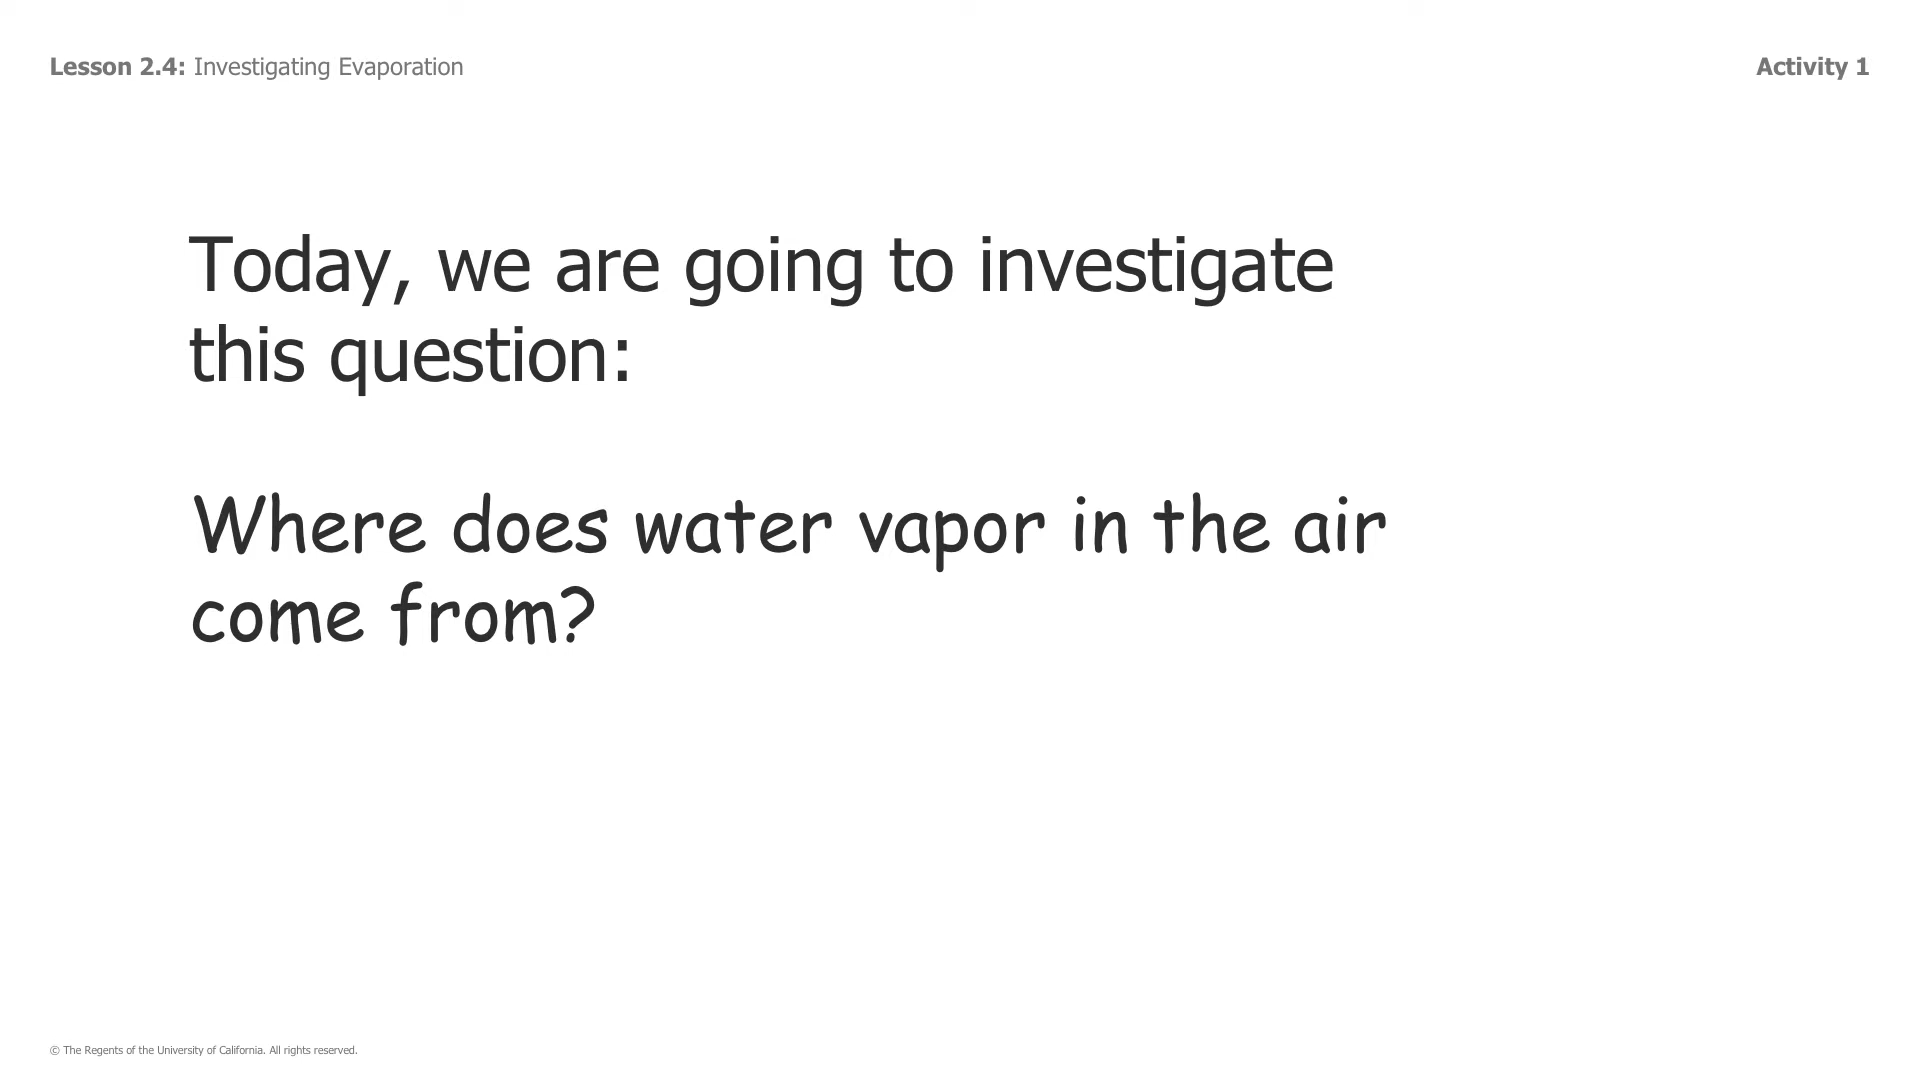 Lesson 2.4: Investigating Evaporation
Activity 1
Today, we are going to investigate
this question:
Where does water vapor in the air
come from?
© The Regents of the University of California. All rights reserved.